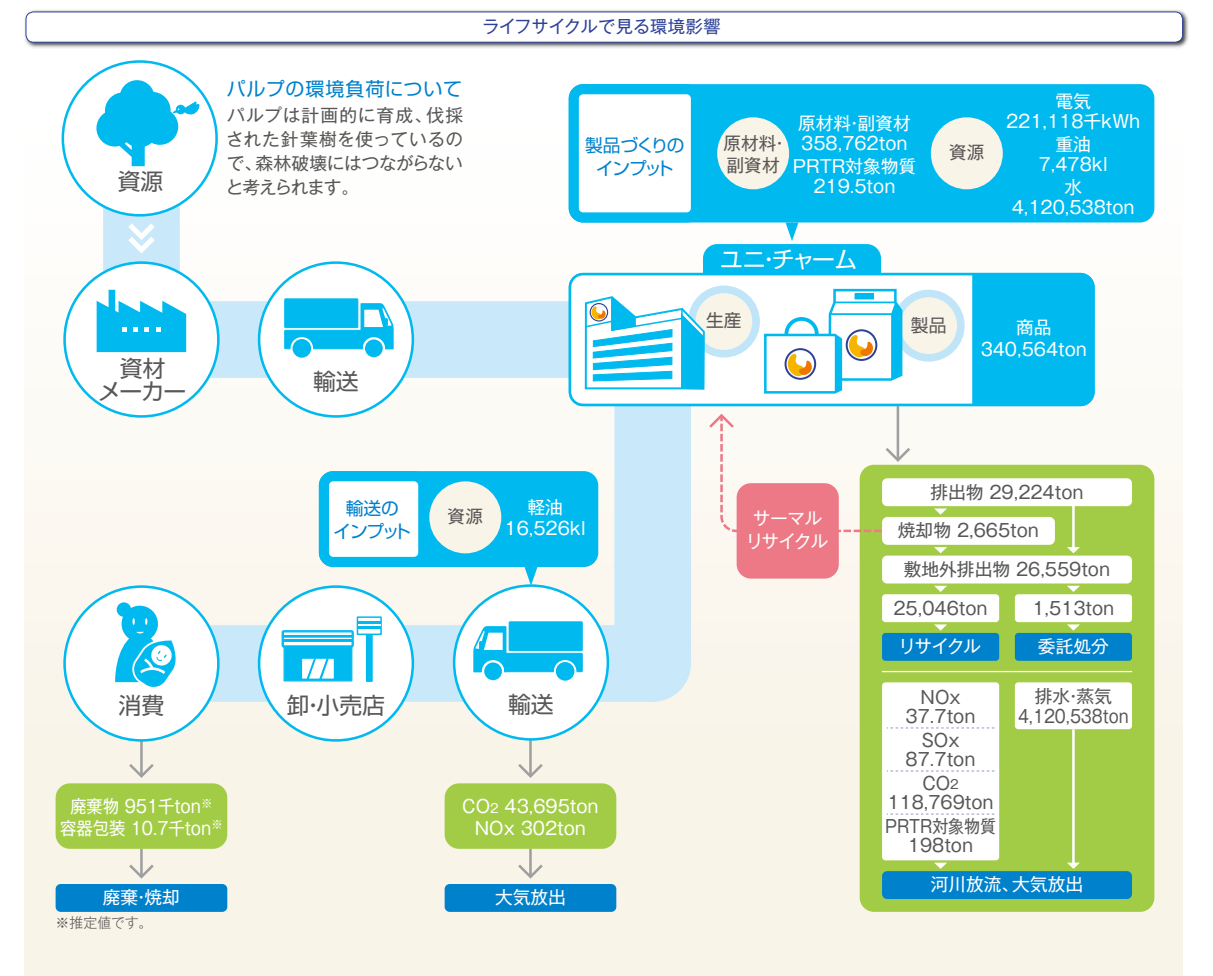 ライフサイクルで見る環境影響
資源
パルプの環境負荷について
パルプは計画的に育成、伐採
された針葉樹を使っているの
で、森林破壊にはつながらない
と考えられます。
製品づくりの
インプット
原材料・
副資材
原材料・副資材
358,762ton
PRTR対象物質
219.5ton
資源
電気
221,118千kWh
重油
7,478kl
水
4,120,538ton
資材
メーカー
輸送
ユニ・チャーム
生産
製品
商品
340,564ton
輸送の
インプット
資源
軽油
16,526kl
サーマル
リサイクル
排出物 29,224ton
焼却物 2,665ton
敷地外排出物 26,559ton
25,046ton
1,513ton
リサイクル
委託処分
NOx
37.7ton
SOx
87.7ton
CO2
118,769ton
PRTR対象物質
198ton
排水・蒸気
4,120,538ton
河川放流、大気放出
消費
卸・小売店
輸送
廃棄物 951千ton※
容器包装 10.7千ton※
CO2 43,695ton
NOx 302ton
廃棄・焼却
大気放出
※推定値です。